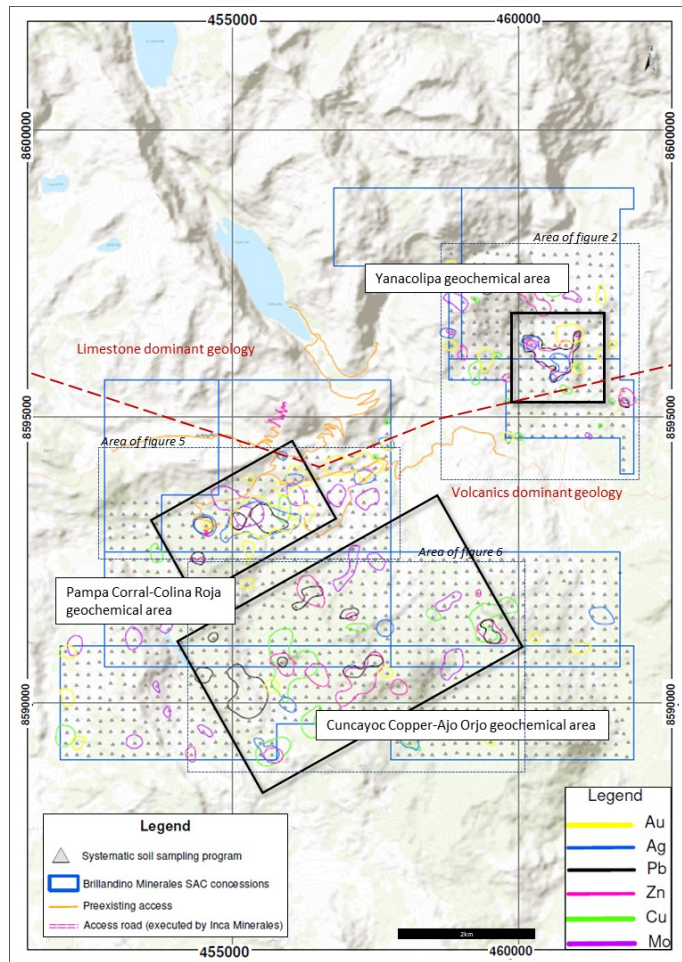 455000
460000
8600000
8600000
Area of figure 2
Yanacolipa geochemical area
Limestone dominant geology
8595000
8595000
Area of figure 5
Volcanics dominant geology
Area of figure 6
Pampa Corral-Colina Roja
geochemical area
8590000
8590000
Cuncayoc Copper-Ajo Orjo geochemical area
Legend
Systematic soil sampling program
Brillandino Minerales SAC concessions
Preexisting access
Access road (executed by Inca Minerales)
Legend
Au
Ag
Pb
Zn
Cu
Mo
2km
455000
460000